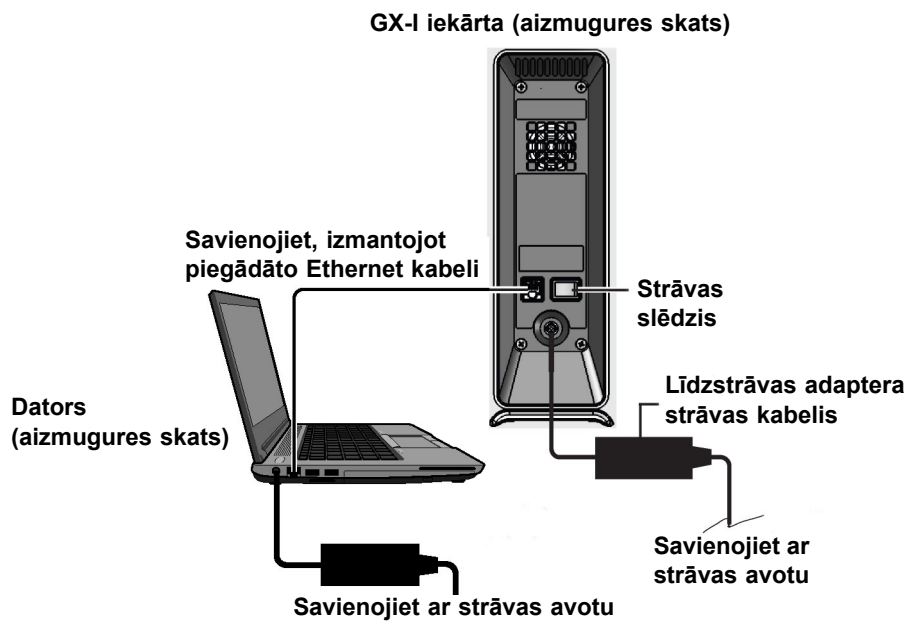 GX-I iekārta (aizmugures skats)
Savienojiet, izmantojot
piegādāto Ethernet kabeli
Strāvas
slēdzis
Līdzstrāvas adaptera
strāvas kabelis
Dators
(aizmugures skats)
Savienojiet ar
strāvas avotu
Savienojiet ar strāvas avotu